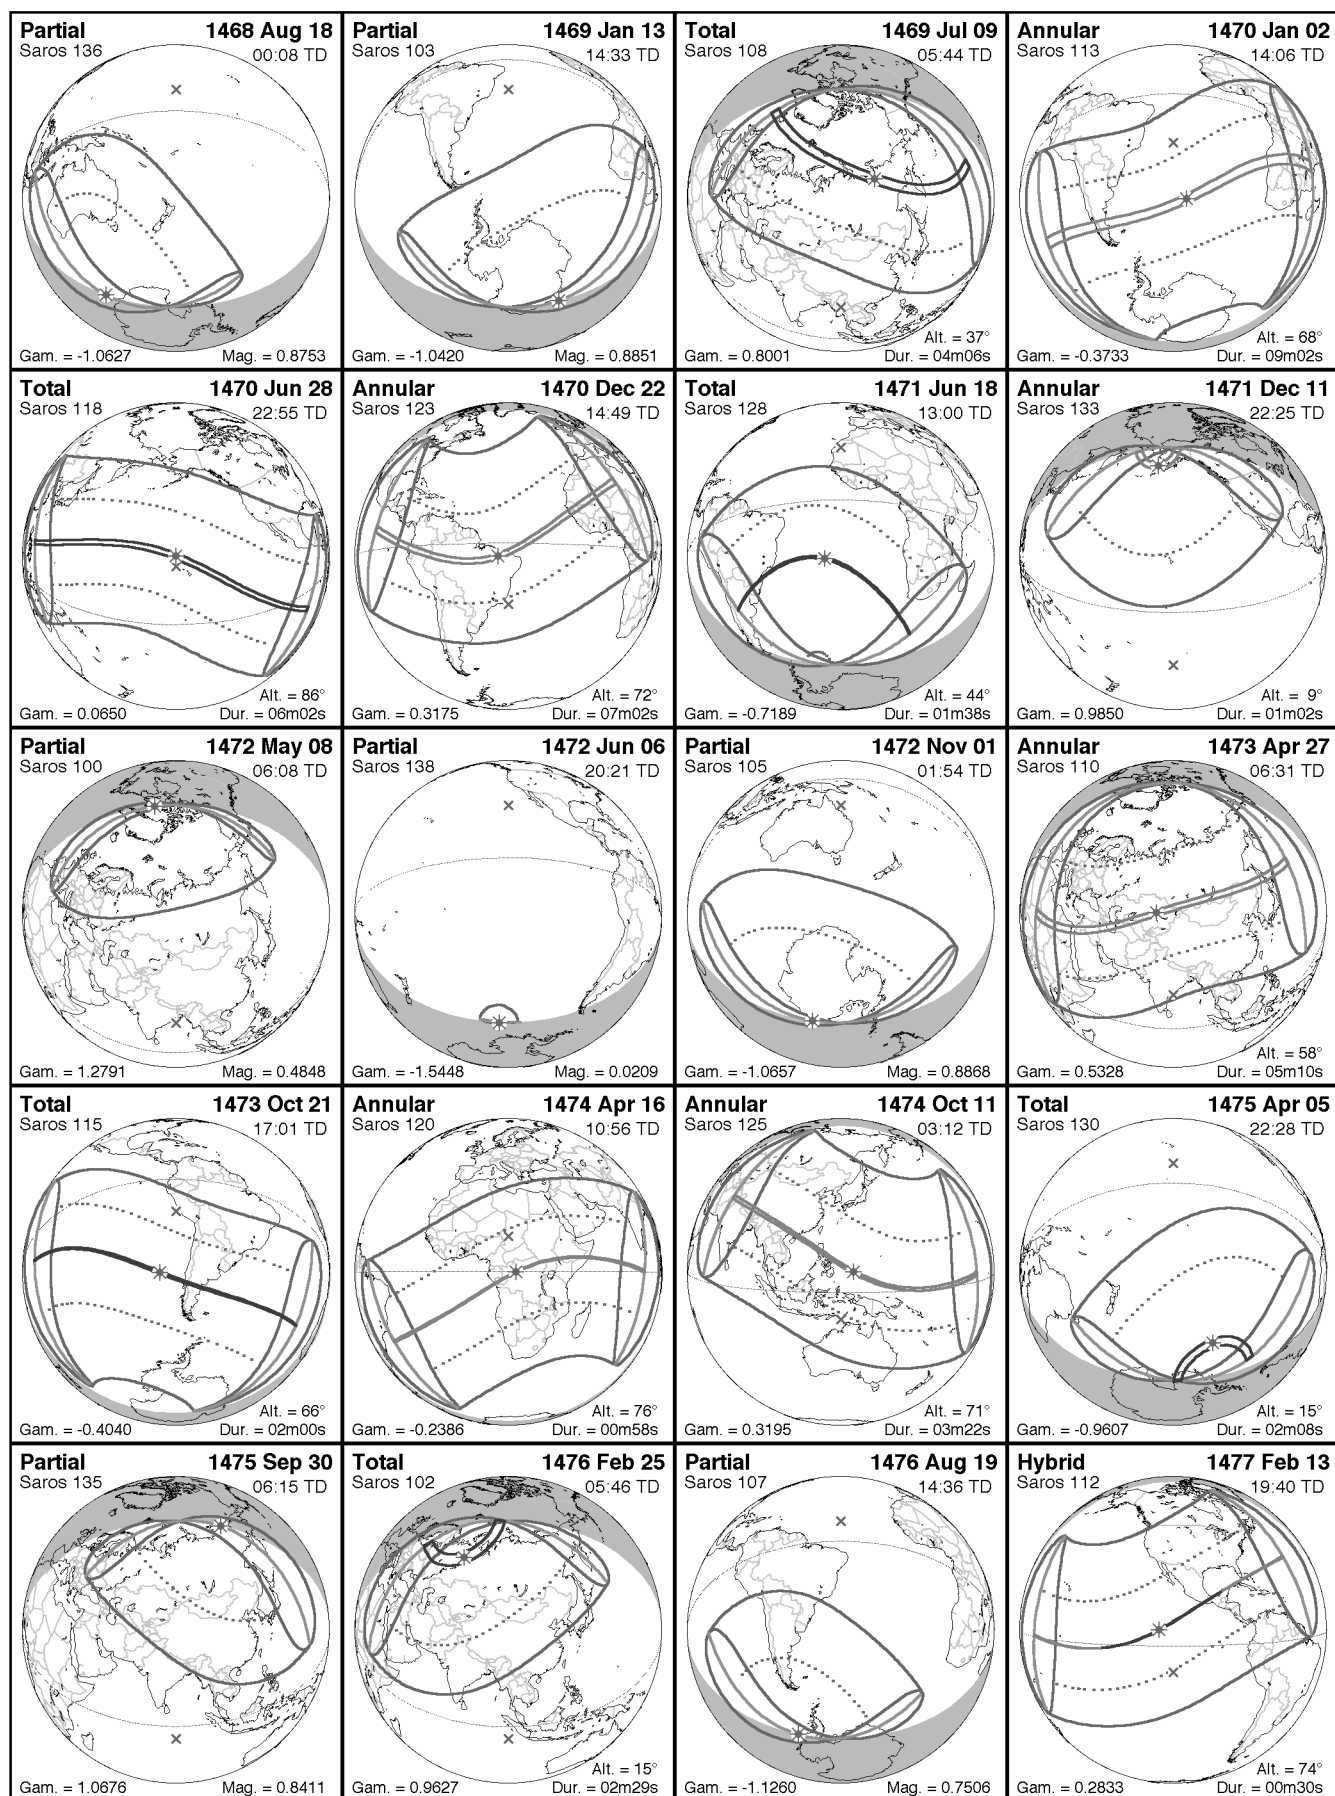 Partial 1468 Aug 18
Saros 136 00:08 TD
Gam. = -1.0627 Mag. = 0.8753
Partial 1469 Jan 13
Saros 103 14:33 TD
Gam. = -1.0420 Mag. = 0.8851
Total 1469 Jul 09
Saros 108 05:44 TD
Alt. = 37°
Gam. = 0.8001 Dur. = 04m06s
Annular 1470 Jan 02
Saros 113 14:06 TD
Alt. = 68°
Gam. = -0.3733 Dur. = 09m02s
Total 1470 Jun 28
Saros 118 22:55 TD
Alt. = 86°
Gam. = 0.0650 Dur. = 06m02s
Annular 1470 Dec 22
Saros 123 14:49 TD
Alt. = 72°
Gam. = 0.3175 Dur. = 07m02s
Total 1471 Jun 18
Saros 128 13:00 TD
Alt. = 44°
Gam. = -0.7189 Dur. = 01m38s
Annular 1471 Dec 11
Saros 133 22:25 TD
Alt. = 9°
Gam. = 0.9850 Dur. = 01m02s
Partial 1472 May 08
Saros 100 06:08 TD
Gam. = 1.2791 Mag. = 0.4848
Partial 1472 Jun 06
Saros 138 20:21 TD
Gam. = -1.5448 Mag. = 0.0209
Partial 1472 Nov 01
Saros 105 01:54 TD
Gam. = -1.0657 Mag. = 0.8868
Annular 1473 Apr 27
Saros 110 06:31 TD
Alt. = 58°
Gam. = 0.5328 Dur. = 05m10s
Total 1473 Oct 21
Saros 115 17:01 TD
Alt. = 66°
Gam. = -0.4040 Dur. = 02m00s
Annular 1474 Apr 16
Saros 120 10:56 TD
Alt. = 76°
Gam. = -0.2386 Dur. = 00m58s
Annular 1474 Oct 11
Saros 125 03:12 TD
Alt. = 71°
Gam. = 0.3195 Dur. = 03m22s
Total 1475 Apr 05
Saros 130 22:28 TD
Alt. = 15°
Gam. = -0.9607 Dur. = 02m08s
Partial 1475 Sep 30
Saros 135 06:15 TD
Gam. = 1.0676 Mag. = 0.8411
Total 1476 Feb 25
Saros 102 05:46 TD
Alt. = 15°
Gam. = 0.9627 Dur. = 02m29s
Partial 1476 Aug 19
Saros 107 14:36 TD
Gam. = -1.1260 Mag. = 0.7506
Hybrid 1477 Feb 13
Saros 112 19:40 TD
Alt. = 74°
Gam. = 0.2833 Dur. = 00m30s